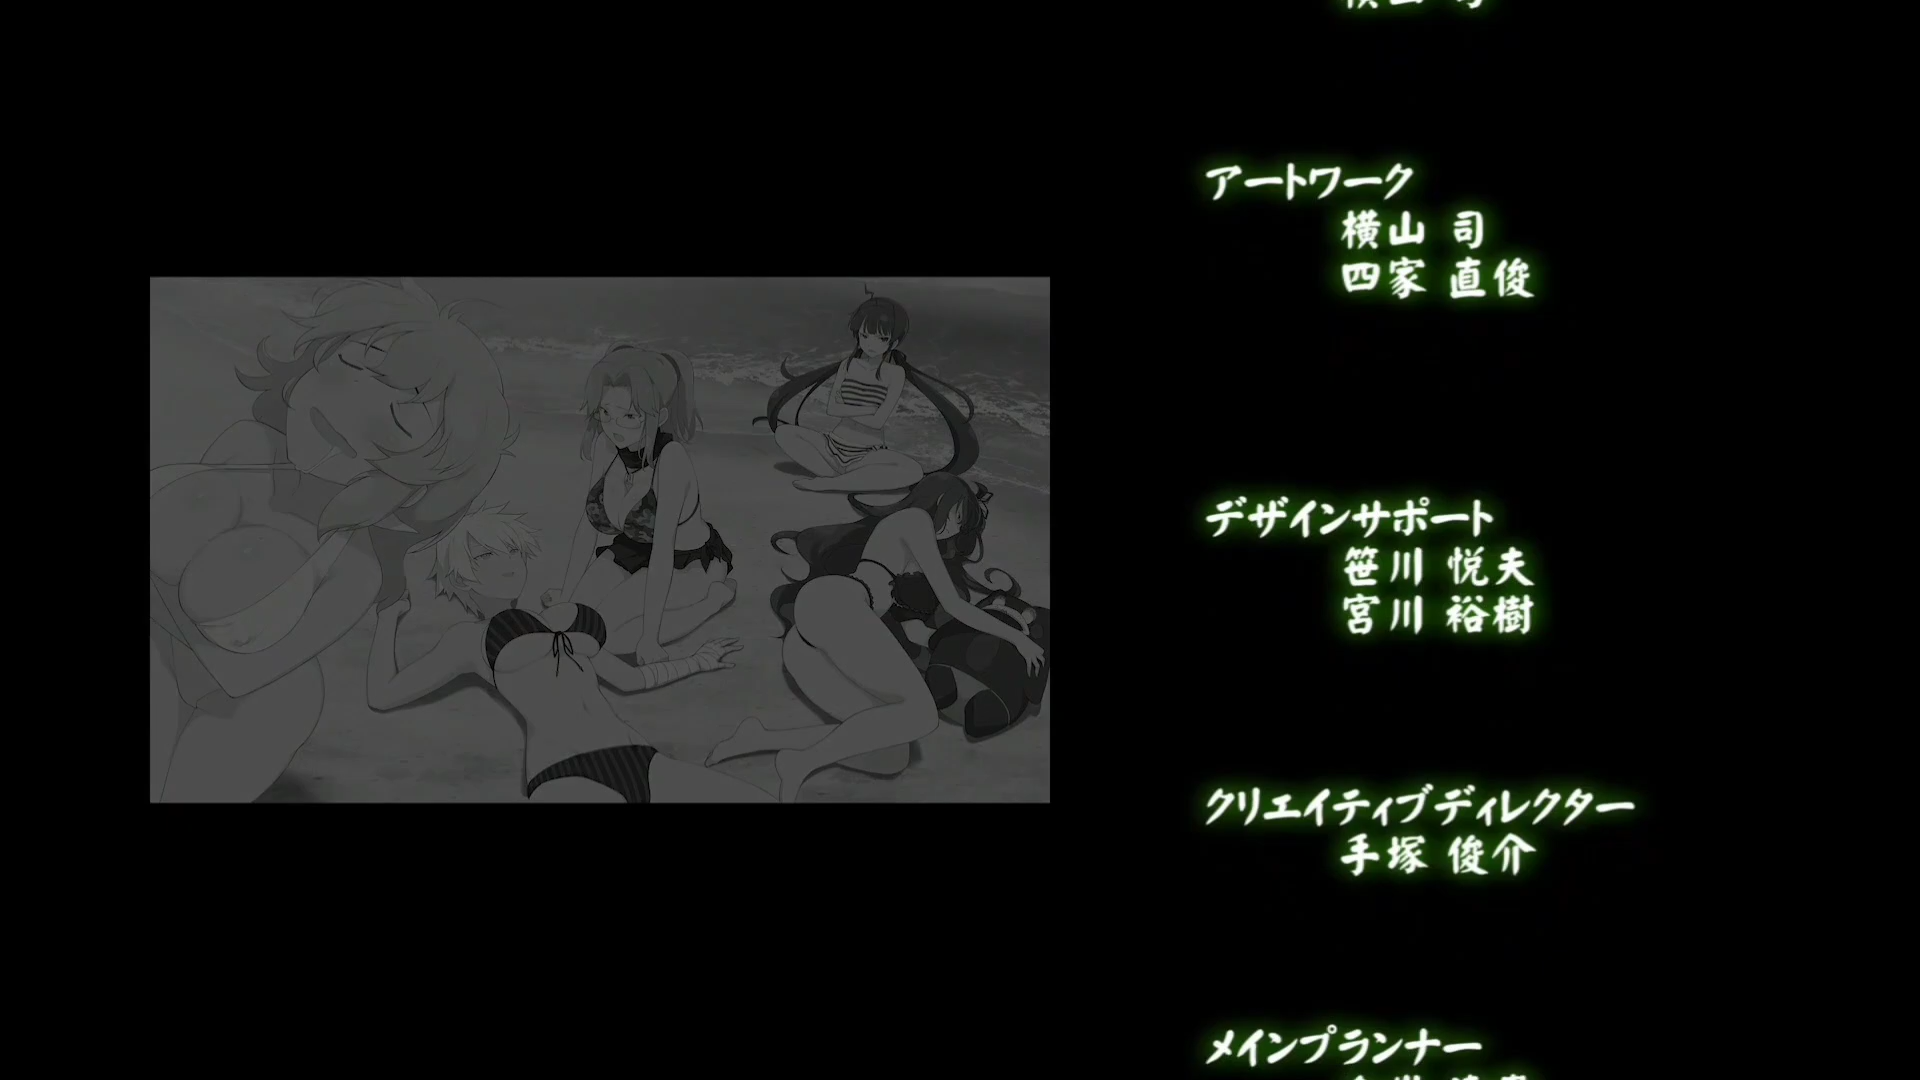 アートワーク
横山 司
四家 直俊
デザインサポート
笹川 悦夫
宮川 裕樹
クリエイティブディレクター
手塚 俊介
メインプランナー